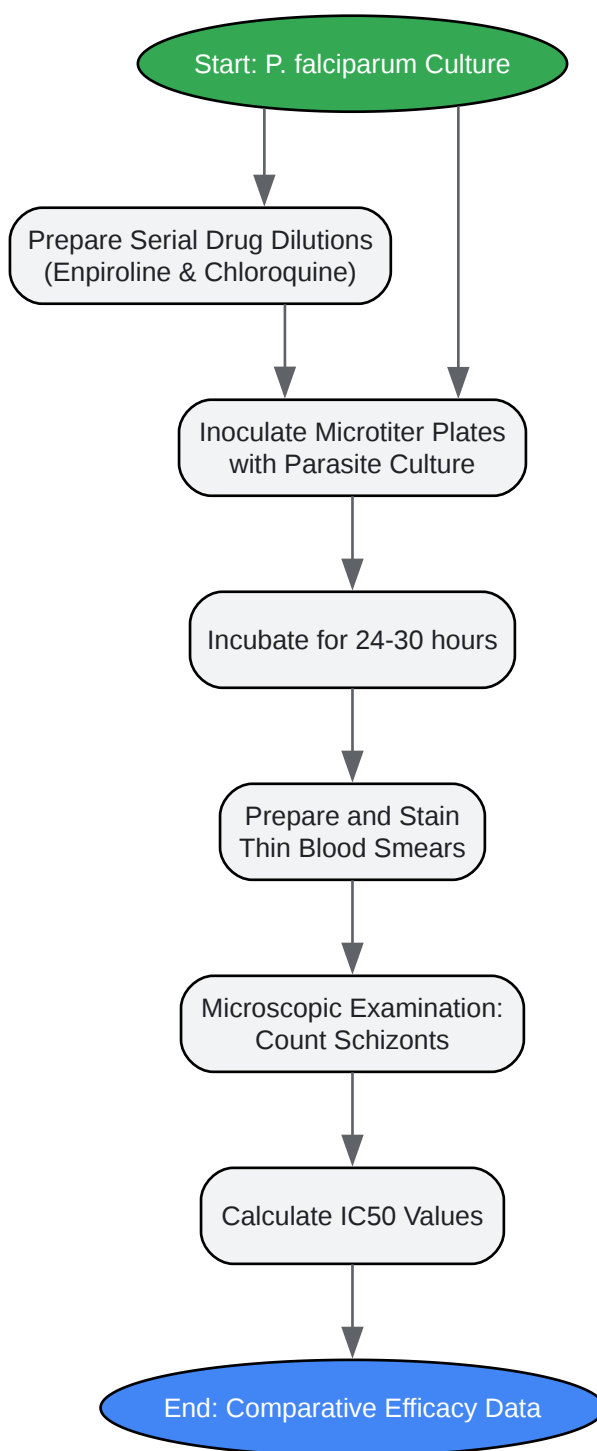 Start: P. falciparum Culture
Prepare Serial Drug Dilutions
(Enpiroline & Chloroquine)
Inoculate Microtiter Plates
with Parasite Culture
Incubate for 24-30 hours
Prepare and Stain
Thin Blood Smears
Microscopic Examination:
Count Schizonts
Calculate IC50 Values
End: Comparative Efficacy Data